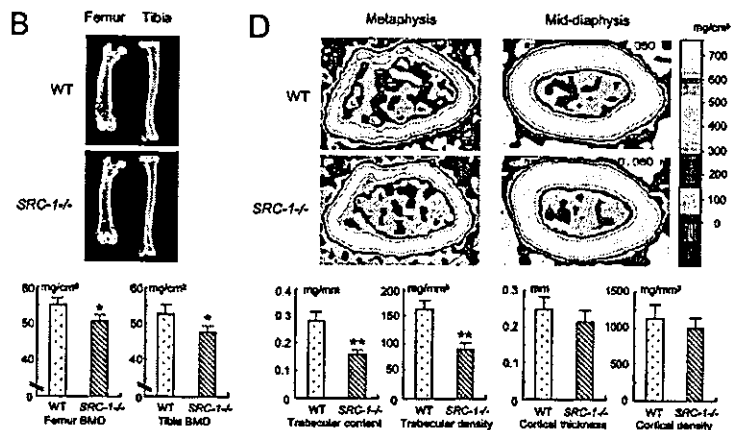 B
Femur Tibia
WT
SRC-1-/-
mg/cm²
60
50
40
0
WT SRC-1-/-
Femur BMD
*
mg/cm²
60
50
40
0
WT SRC-1-/-
Tibia BMD
*
D
Metaphysis Mid-diaphysis
WT
SRC-1-/-
mg/cm³
700
600
500
400
300
200
100
0
mg/mm
0.4
0.3
0.2
0.1
0
**
WT SRC-1-/-
Trabecular content
mg/mm³
200
150
100
50
0
**
WT SRC-1-/-
Trabecular density
mm
0.3
0.2
0.1
0
WT SRC-1-/-
Cortical thickness
mg/mm³
1500
1000
500
0
WT SRC-1-/-
Cortical density